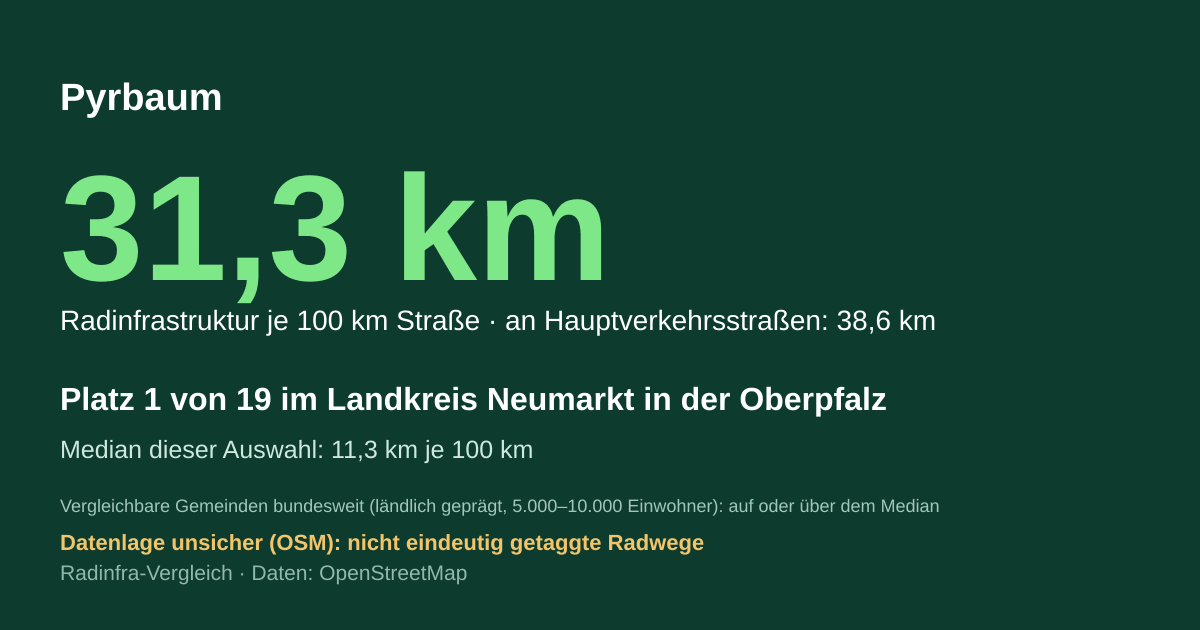 Pyrbaum
31,3 km
Radinfrastruktur je 100 km Straße · an Hauptverkehrsstraßen: 38,6 km
Platz 1 von 19 im Landkreis Neumarkt in der Oberpfalz
Median dieser Auswahl: 11,3 km je 100 km
Vergleichbare Gemeinden bundesweit (ländlich geprägt, 5.000–10.000 Einwohner): auf oder über dem Median
Datenlage unsicher (OSM): nicht eindeutig getaggte Radwege
Radinfra-Vergleich · Daten: OpenStreetMap